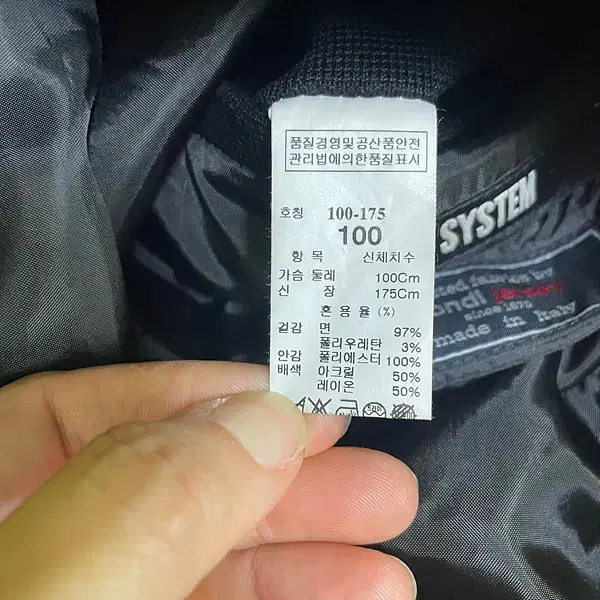 품질경영및공산품안전
관리법에의한품질표시
호칭 100-175
100
항 목 신체치수
가슴 둘레 100Cm
신 장 175Cm
혼 용 율 (%)
겉감 면 97%
폴리우레탄 3%
안감 폴리에스터 100%
배색 아크릴 50%
레이온 50%
SYSTEM
fabrics by
since
made in Italy